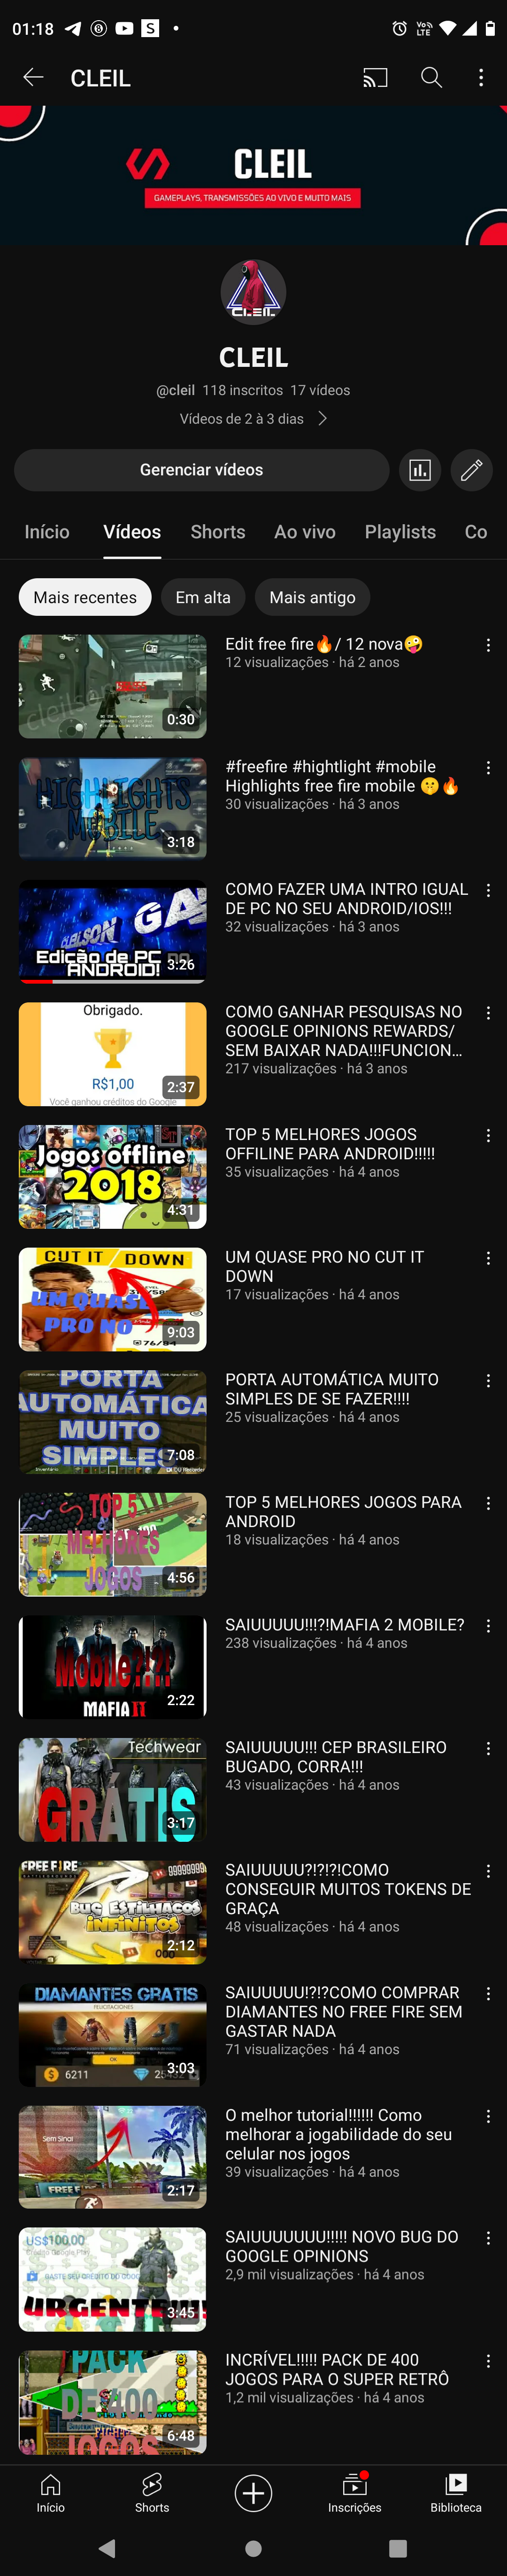 01:18
Vo))
LTE
CLEIL
CLEIL
GAMEPLAYS, TRANSMISSÕES AO VIVO E MUITO MAIS
CLEIL
CLEIL
@cleil 118 inscritos 17 vídeos
Vídeos de 2 à 3 dias
Gerenciar vídeos
Início Vídeos Shorts Ao vivo Playlists Co
Mais recentes Em alta Mais antigo
0:30
Edit free fire🔥/ 12 nova🤪
12 visualizações · há 2 anos
HIGHLIGHTS
MOBILE
3:18
#freefire #hightlight #mobile
Highlights free fire mobile 🤫🔥
30 visualizações · há 3 anos
CLEILSON GA
Edição de PC no
ANDROID!
3:26
COMO FAZER UMA INTRO IGUAL
DE PC NO SEU ANDROID/IOS!!!
32 visualizações · há 3 anos
Obrigado.
R$1,00
Você ganhou créditos do Google
2:37
COMO GANHAR PESQUISAS NO
GOOGLE OPINIONS REWARDS/
SEM BAIXAR NADA!!!FUNCION...
217 visualizações · há 3 anos
Jogos offline
2018
4:31
TOP 5 MELHORES JOGOS
OFFILINE PARA ANDROID!!!!!
35 visualizações · há 4 anos
CUT IT DOWN
UM QUASE
PRO NO
76/84
9:03
UM QUASE PRO NO CUT IT
DOWN
17 visualizações · há 4 anos
PORTA
AUTOMÁTICA
MUITO
SIMPLES
7:08
DU Recorder
PORTA AUTOMÁTICA MUITO
SIMPLES DE SE FAZER!!!!
25 visualizações · há 4 anos
TOP 5
MELHORES
JOGOS
4:56
TOP 5 MELHORES JOGOS PARA
ANDROID
18 visualizações · há 4 anos
Mobile?!?!
MAFIA II
2:22
SAIUUUUU!!!?!MAFIA 2 MOBILE?
238 visualizações · há 4 anos
Techwear
GRATIS
3:17
SAIUUUUU!!! CEP BRASILEIRO
BUGADO, CORRA!!!
43 visualizações · há 4 anos
FREE FIRE
BUG ESTILHAÇOS
INFINITOS
2:12
SAIUUUUU?!?!?!COMO
CONSEGUIR MUITOS TOKENS DE
GRAÇA
48 visualizações · há 4 anos
DIAMANTES GRATIS
FELICITACIONES
OK
6211
3:03
SAIUUUUU!?!?COMO COMPRAR
DIAMANTES NO FREE FIRE SEM
GASTAR NADA
71 visualizações · há 4 anos
Sem Sinal
FREE F
2:17
O melhor tutorial!!!!!! Como
melhorar a jogabilidade do seu
celular nos jogos
39 visualizações · há 4 anos
US$100,00
Crédito Google Play
GASTE SEU CRÉDITO DO GOOG
URGENTE!!!
3:45
SAIUUUUUUU!!!!! NOVO BUG DO
GOOGLE OPINIONS
2,9 mil visualizações · há 4 anos
PACK
DE 400
JOGOS
6:48
INCRÍVEL!!!!! PACK DE 400
JOGOS PARA O SUPER RETRÔ
1,2 mil visualizações · há 4 anos
Início Shorts Inscrições Biblioteca